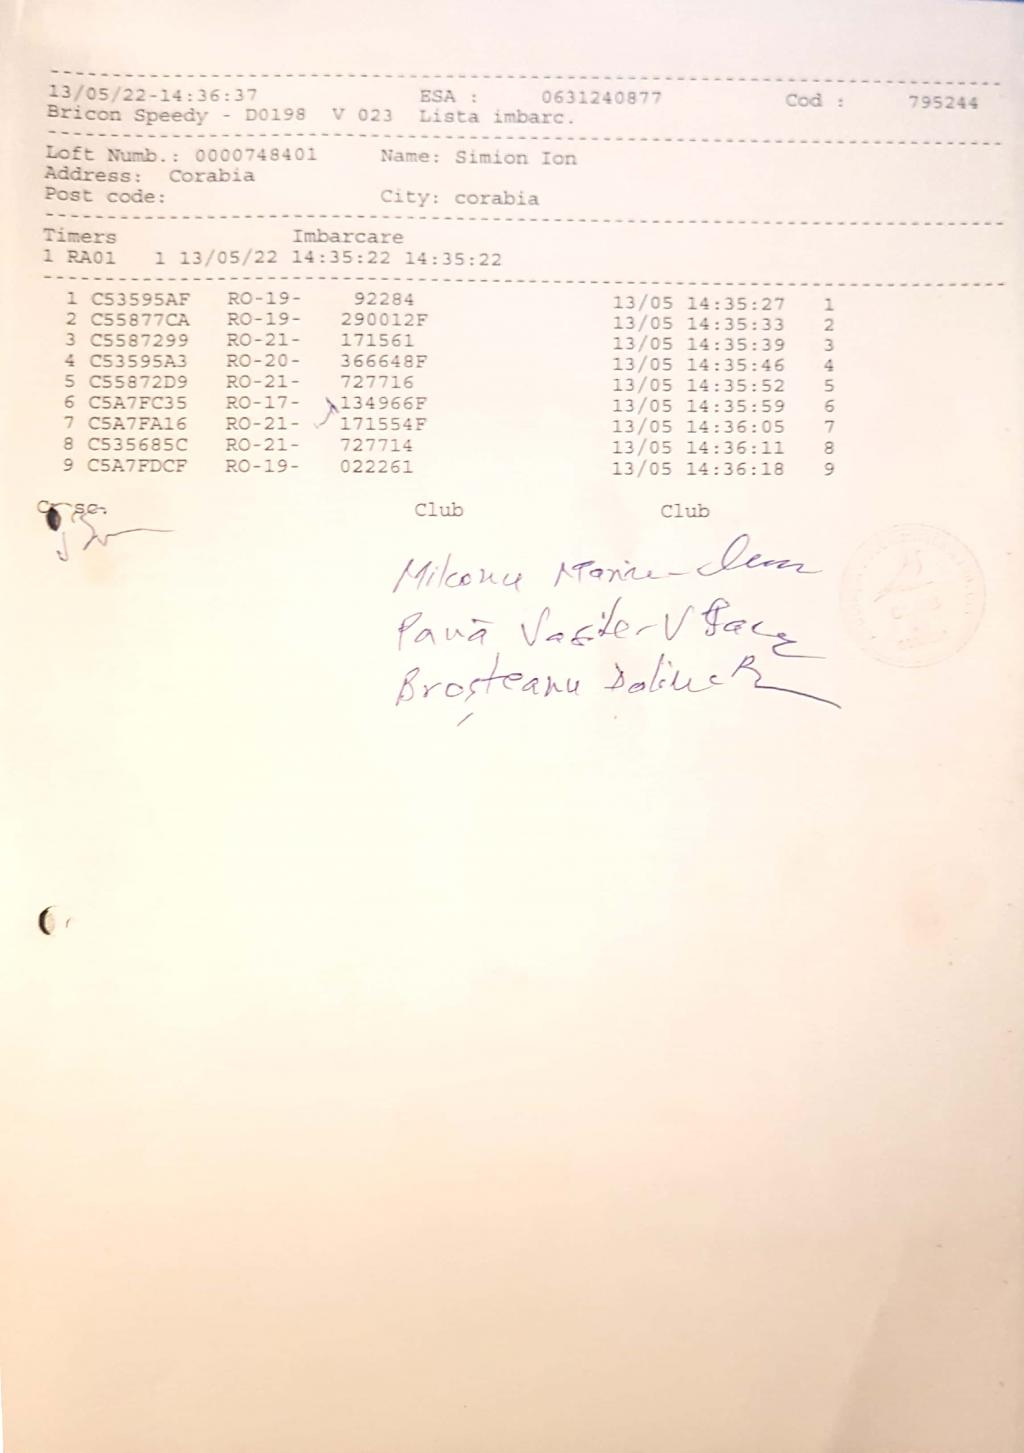 13/05/22-14:36:37 ESA : 0631240877 Cod : 795244
Bricon Speedy - D0198 V 023 Lista imbarc.
Loft Numb.: 0000748401 Name: Simion Ion
Address: Corabia
Post code: City: corabia
Timers Imbarcare
1 RA01 1 13/05/22 14:35:22 14:35:22
1 C53595AF RO-19- 92284 13/05 14:35:27 1
2 C55877CA RO-19- 290012F 13/05 14:35:33 2
3 C5587299 RO-21- 171561 13/05 14:35:39 3
4 C53595A3 RO-20- 366648F 13/05 14:35:46 4
5 C55872D9 RO-21- 727716 13/05 14:35:52 5
6 C5A7FC35 RO-17- 134966F 13/05 14:35:59 6
7 C5A7FA16 RO-21- 171554F 13/05 14:36:05 7
8 C535685C RO-21- 727714 13/05 14:36:11 8
9 C5A7FDCF RO-19- 022261 13/05 14:36:18 9
Club Club
Pană Vasile
Broșteanu